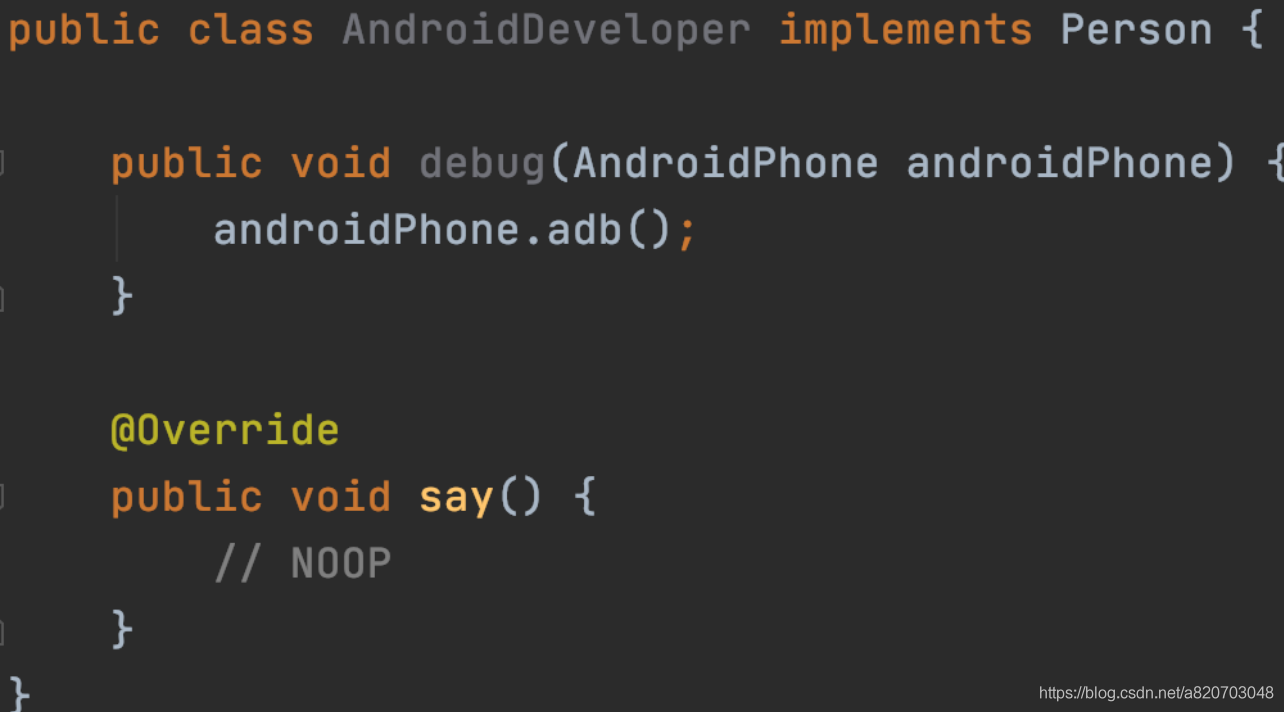 public class AndroidDeveloper implements Person {
    public void debug(AndroidPhone androidPhone) {
        androidPhone.adb();
    }
    @Override
    public void say() {
        // NOOP
    }
}
https://blog.csdn.net/a820703048